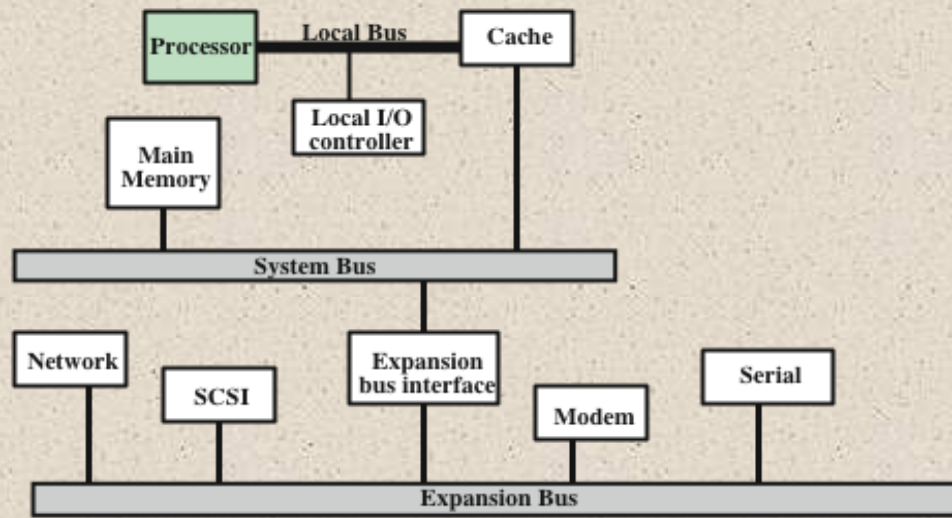 Processor
Local Bus
Cache
Local I/O
controller
Main
Memory
System Bus
Network
SCSI
Expansion
bus interface
Modem
Serial
Expansion Bus